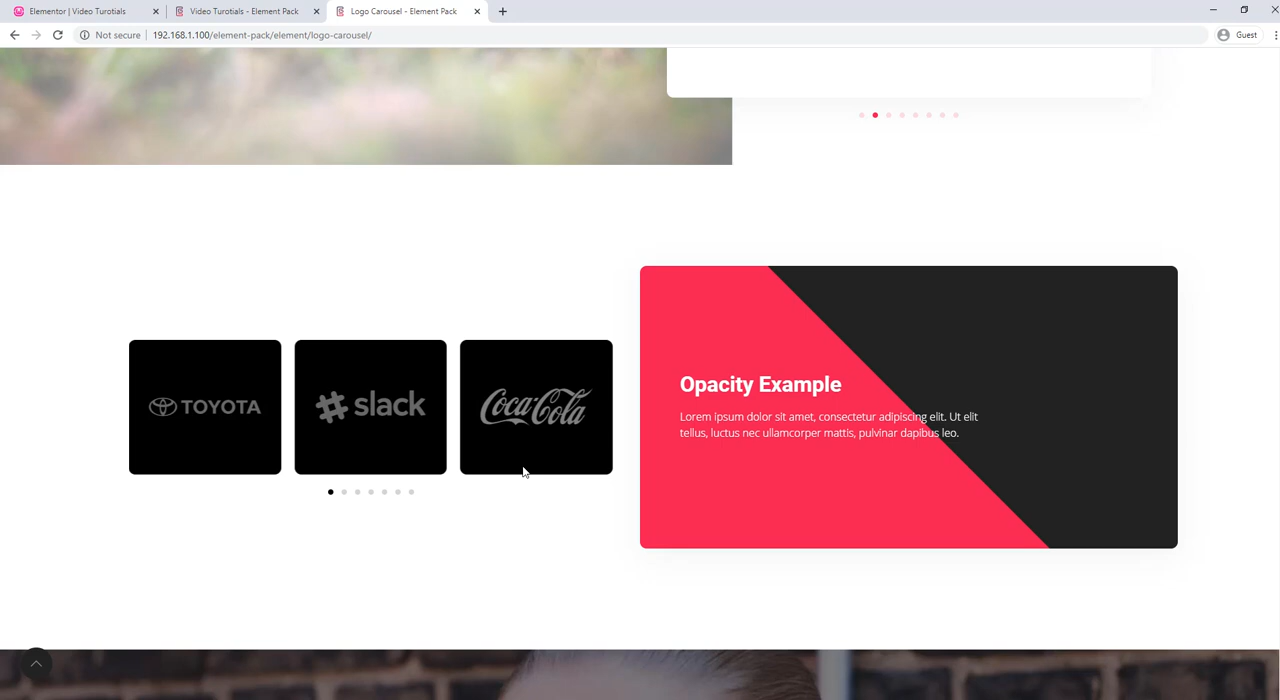 Elementor | Video Turotials
Video Turotials - Element Pack
Logo Carousel - Element Pack
Not secure
192.168.1.100/element-pack/element/logo-carousel/
Guest
TOYOTA
slack
Coca-Cola
Opacity Example
Lorem ipsum dolor sit amet, consectetur adipiscing elit. Ut elit
tellus, luctus nec ullamcorper mattis, pulvinar dapibus leo.